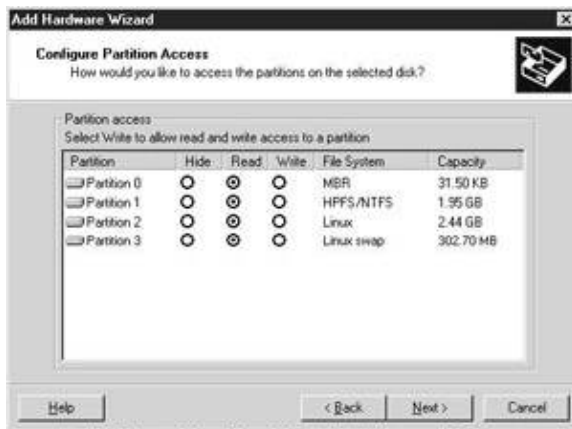 Add Hardware Wizard
Configure Partition Access
How would you like to access the partitions on the selected disk?
Partition access
Select Write to allow read and write access to a partition
Partition Hide Read Write File System Capacity
Partition 0 MBR 31.50 KB
Partition 1 HPFS/NTFS 1.95 GB
Partition 2 Linux 2.44 GB
Partition 3 Linux swap 302.70 MB
Help < Back Next > Cancel